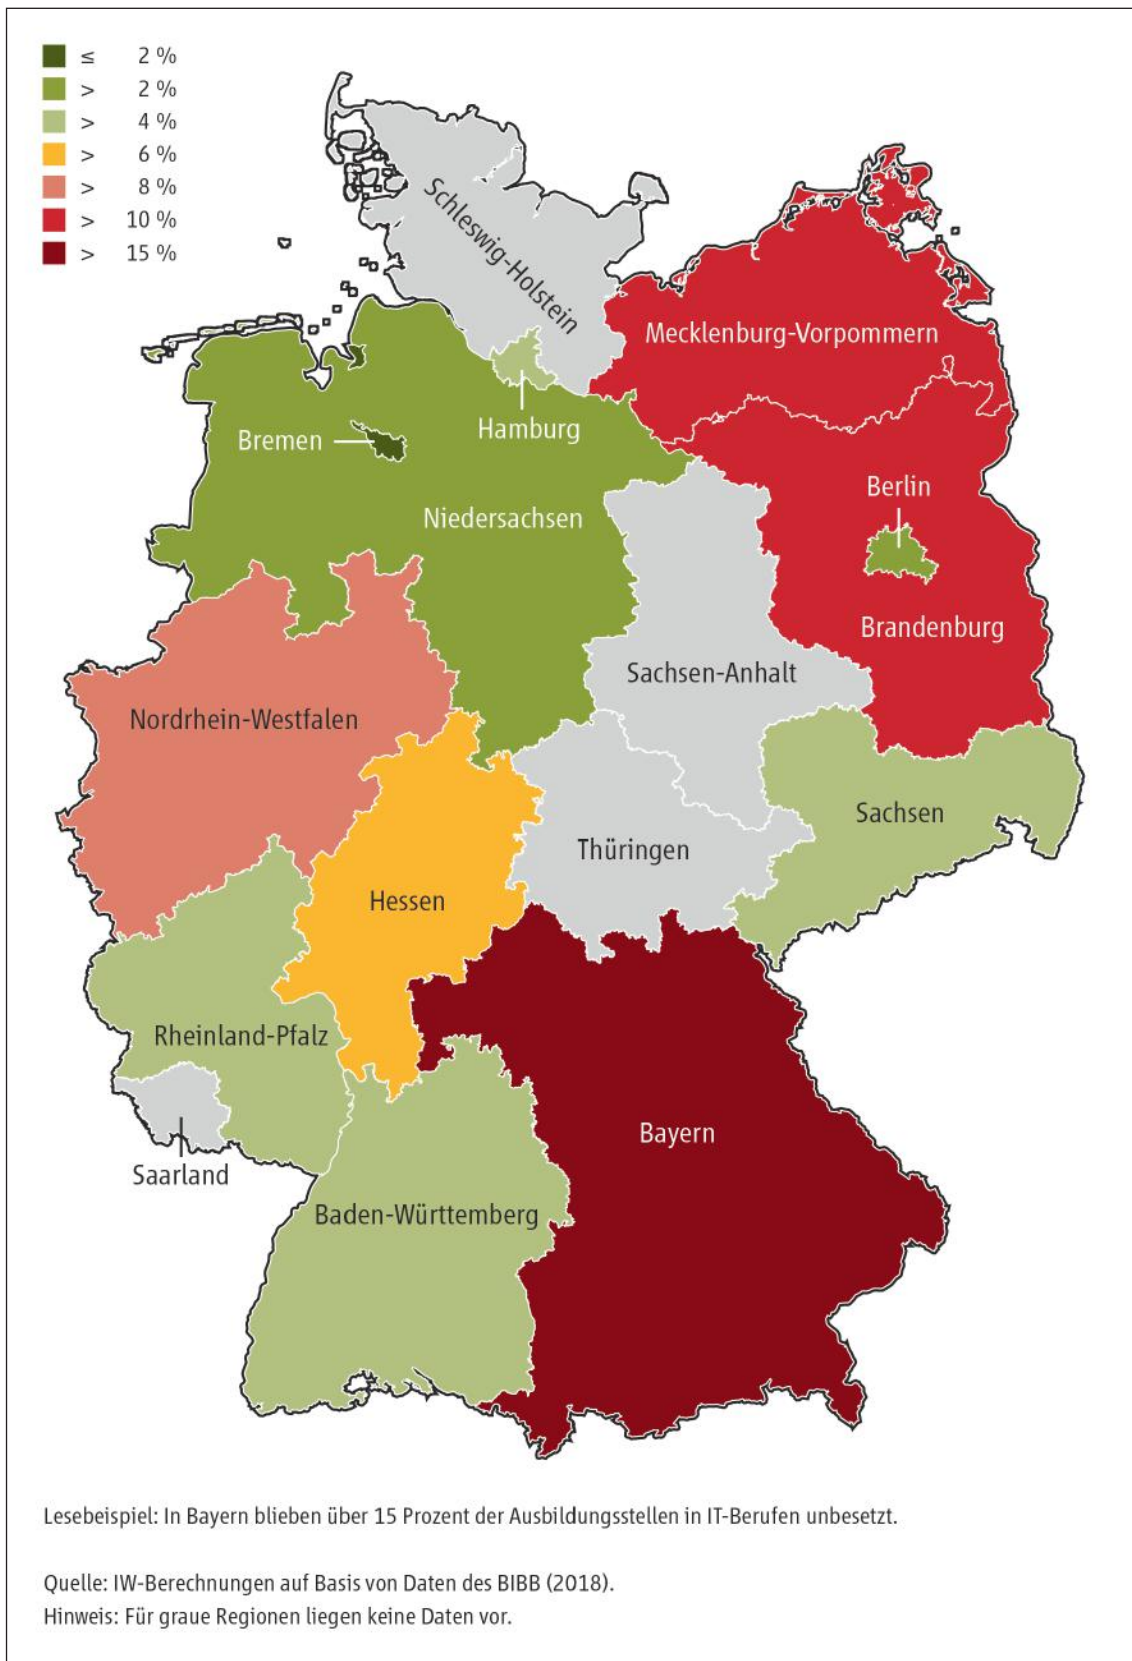 ≤ 2 %
> 2 %
> 4 %
> 6 %
> 8 %
> 10 %
> 15 %
Schleswig-Holstein
Mecklenburg-Vorpommern
Hamburg
Bremen
Berlin
Niedersachsen
Brandenburg
Sachsen-Anhalt
Nordrhein-Westfalen
Sachsen
Thüringen
Hessen
Rheinland-Pfalz
Bayern
Saarland
Baden-Württemberg
Lesebeispiel: In Bayern blieben über 15 Prozent der Ausbildungsstellen in IT-Berufen unbesetzt.
Quelle: IW-Berechnungen auf Basis von Daten des BIBB (2018).
Hinweis: Für graue Regionen liegen keine Daten vor.